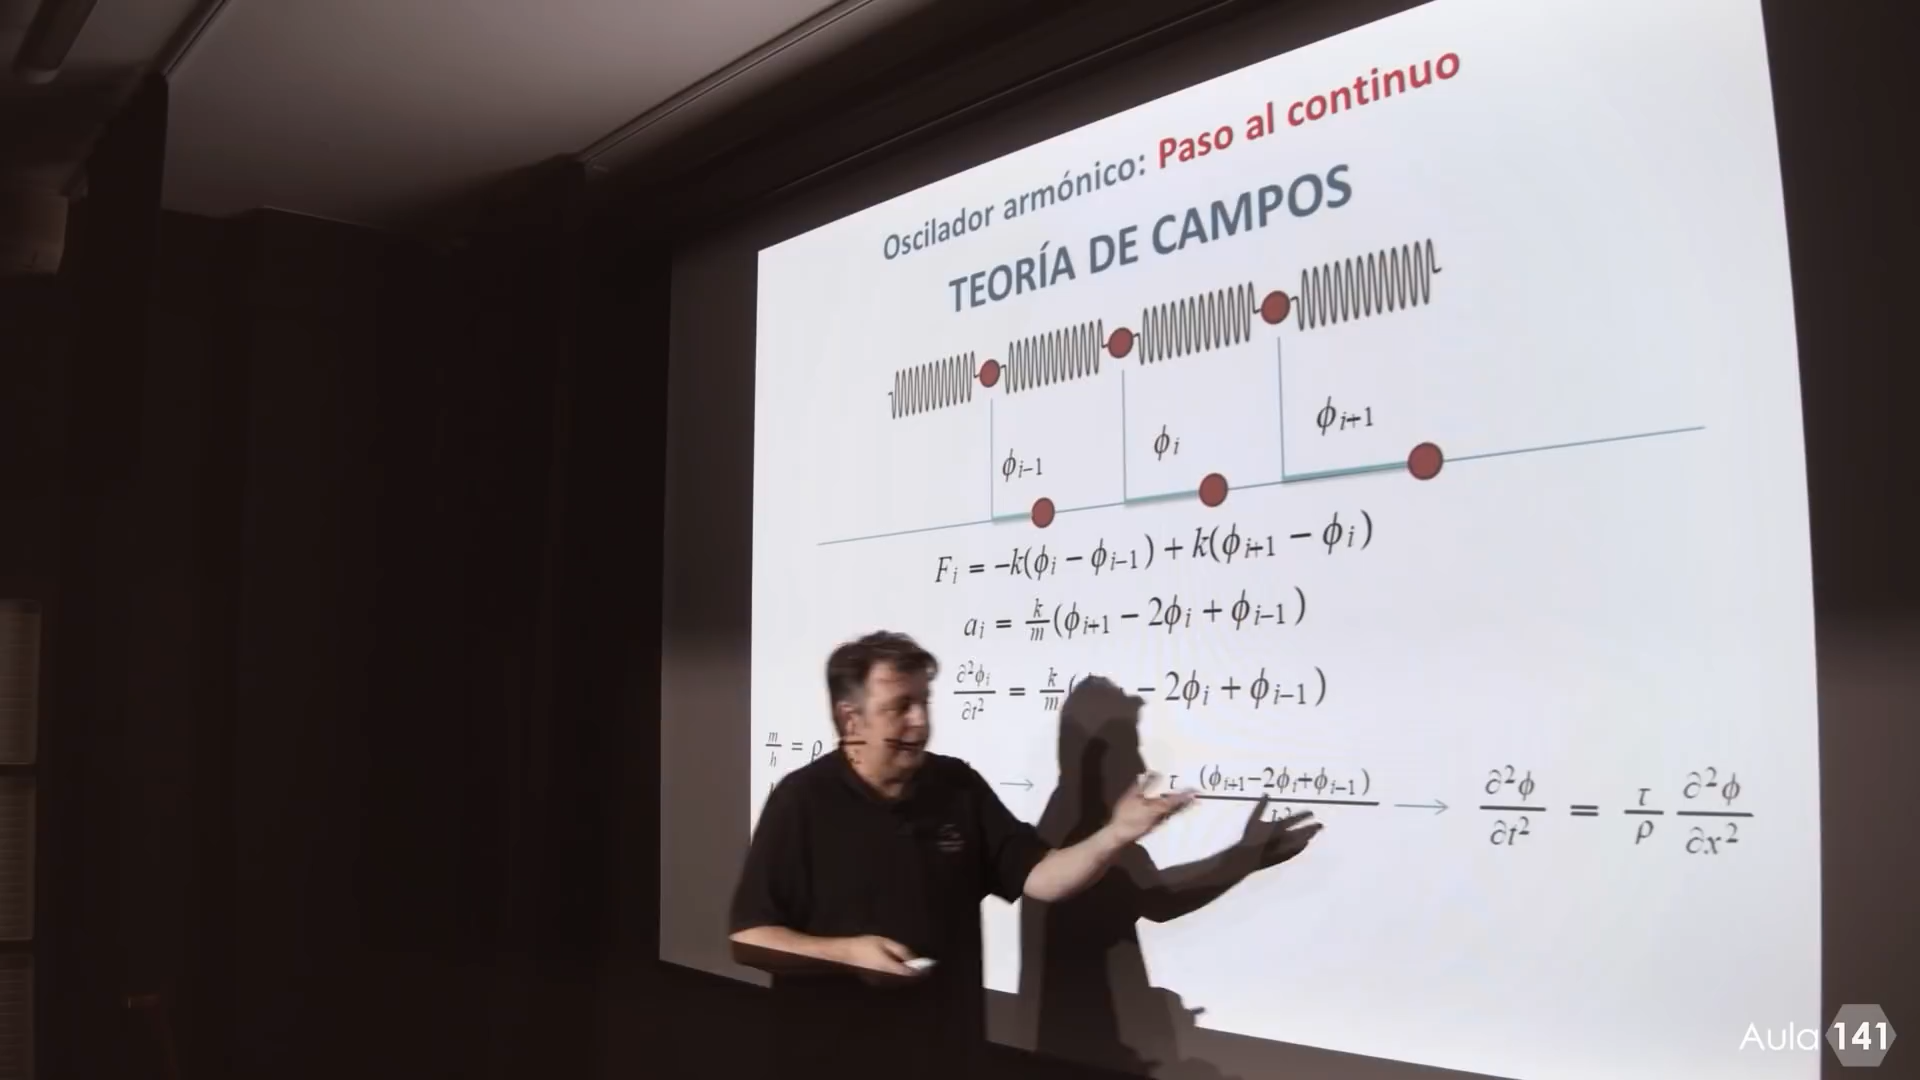 Oscilador armónico: Paso al continuo
TEORÍA DE CAMPOS
ϕᵢ₋₁ ϕᵢ ϕᵢ₊₁
Fᵢ = −k(ϕᵢ − ϕᵢ₋₁) + k(ϕᵢ₊₁ − ϕᵢ)
aᵢ = k/m (ϕᵢ₊₁ − 2ϕᵢ + ϕᵢ₋₁)
∂²ϕᵢ/∂t² = k/m ( − 2ϕᵢ + ϕᵢ₋₁)
m/h = ρ
→ τ (ϕᵢ₊₁−2ϕᵢ+ϕᵢ₋₁) → ∂²ϕ/∂t² = τ/ρ ∂²ϕ/∂x²
Aula 141